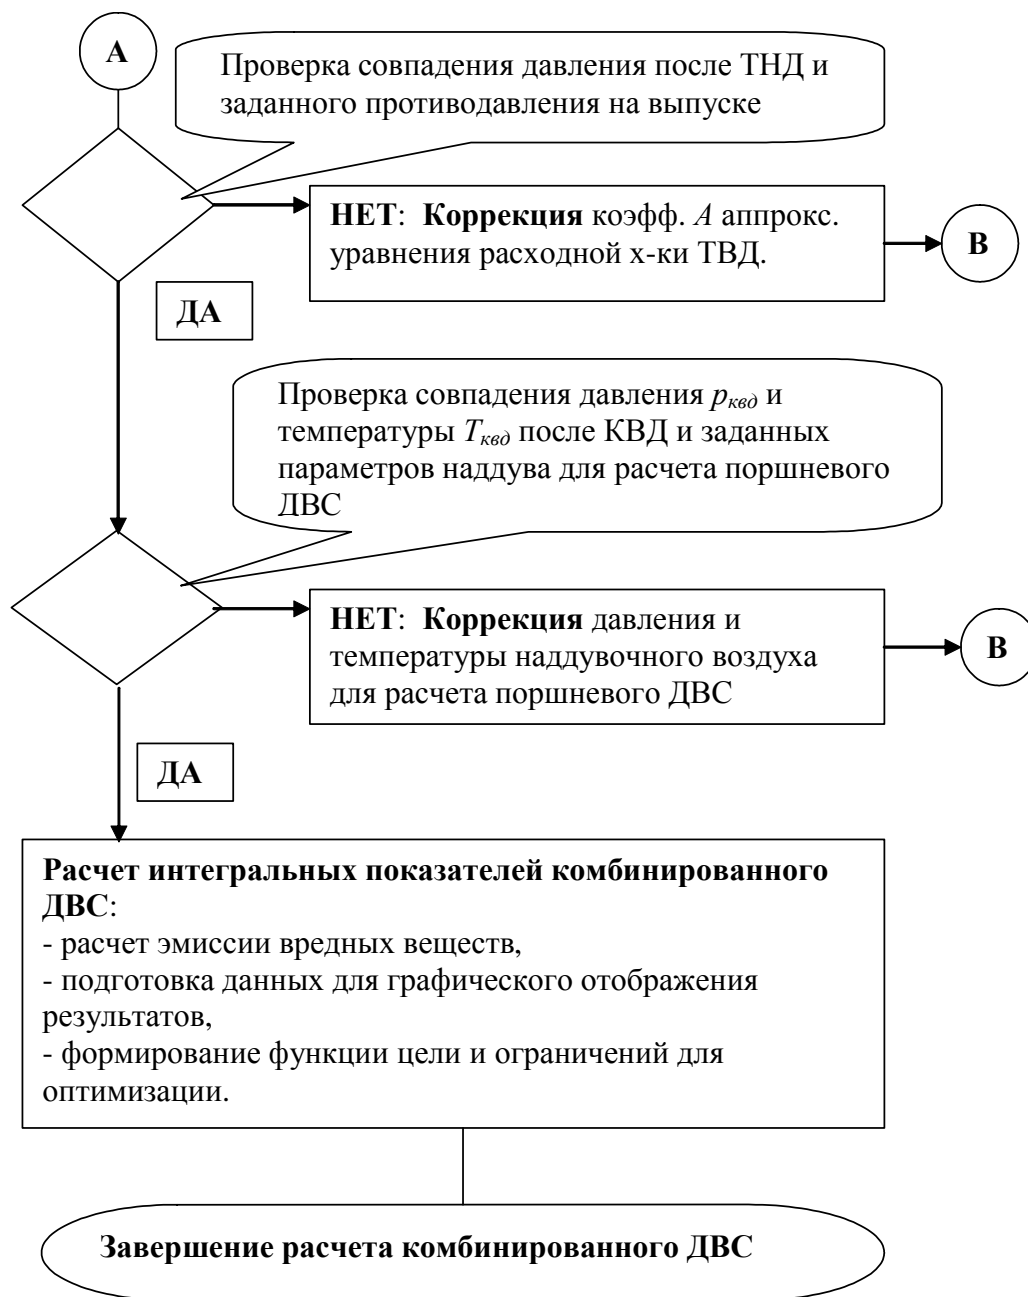 А
Проверка совпадения давления после ТНД и
заданного противодавления на выпуске
НЕТ: Коррекция коэфф. А аппрокс.
уравнения расходной х-ки ТВД.
В
ДА
Проверка совпадения давления pквд и
температуры Tквд после КВД и заданных
параметров наддува для расчета поршневого
ДВС
НЕТ: Коррекция давления и
температуры наддувочного воздуха
для расчета поршневого ДВС
В
ДА
Расчет интегральных показателей комбинированного
ДВС:
- расчет эмиссии вредных веществ,
- подготовка данных для графического отображения
результатов,
- формирование функции цели и ограничений для
оптимизации.
Завершение расчета комбинированного ДВС